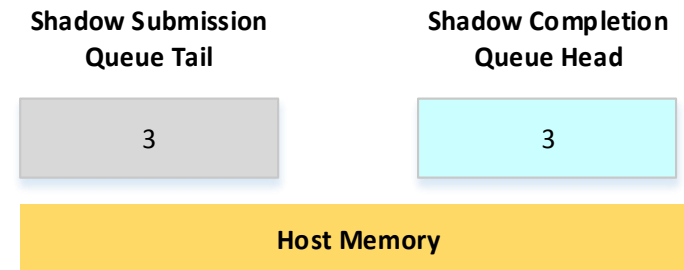 Shadow Submission
Queue Tail
Shadow Completion
Queue Head
3
3
Host Memory